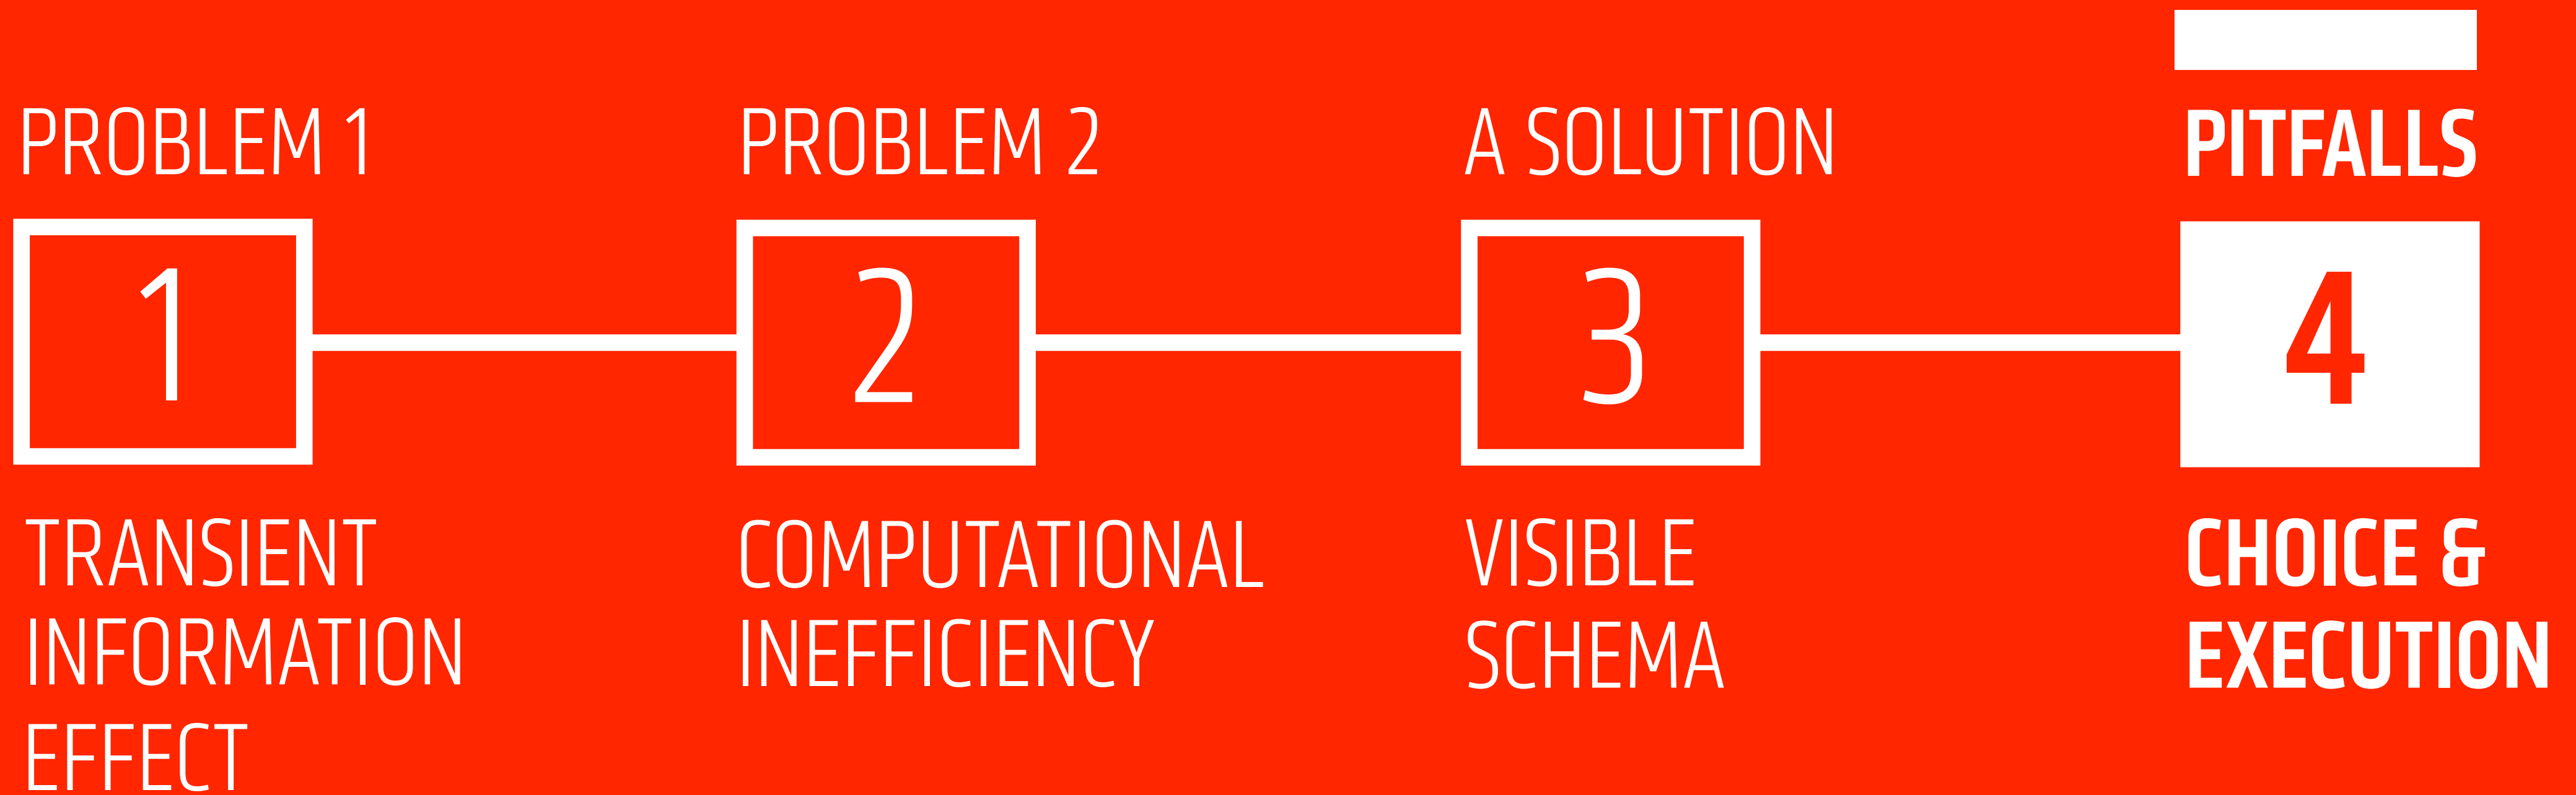 PROBLEM 1
1
TRANSIENT
INFORMATION
EFFECT
PROBLEM 2
2
COMPUTATIONAL
INEFFICIENCY
A SOLUTION
3
VISIBLE
SCHEMA
PITFALLS
4
CHOICE &
EXECUTION